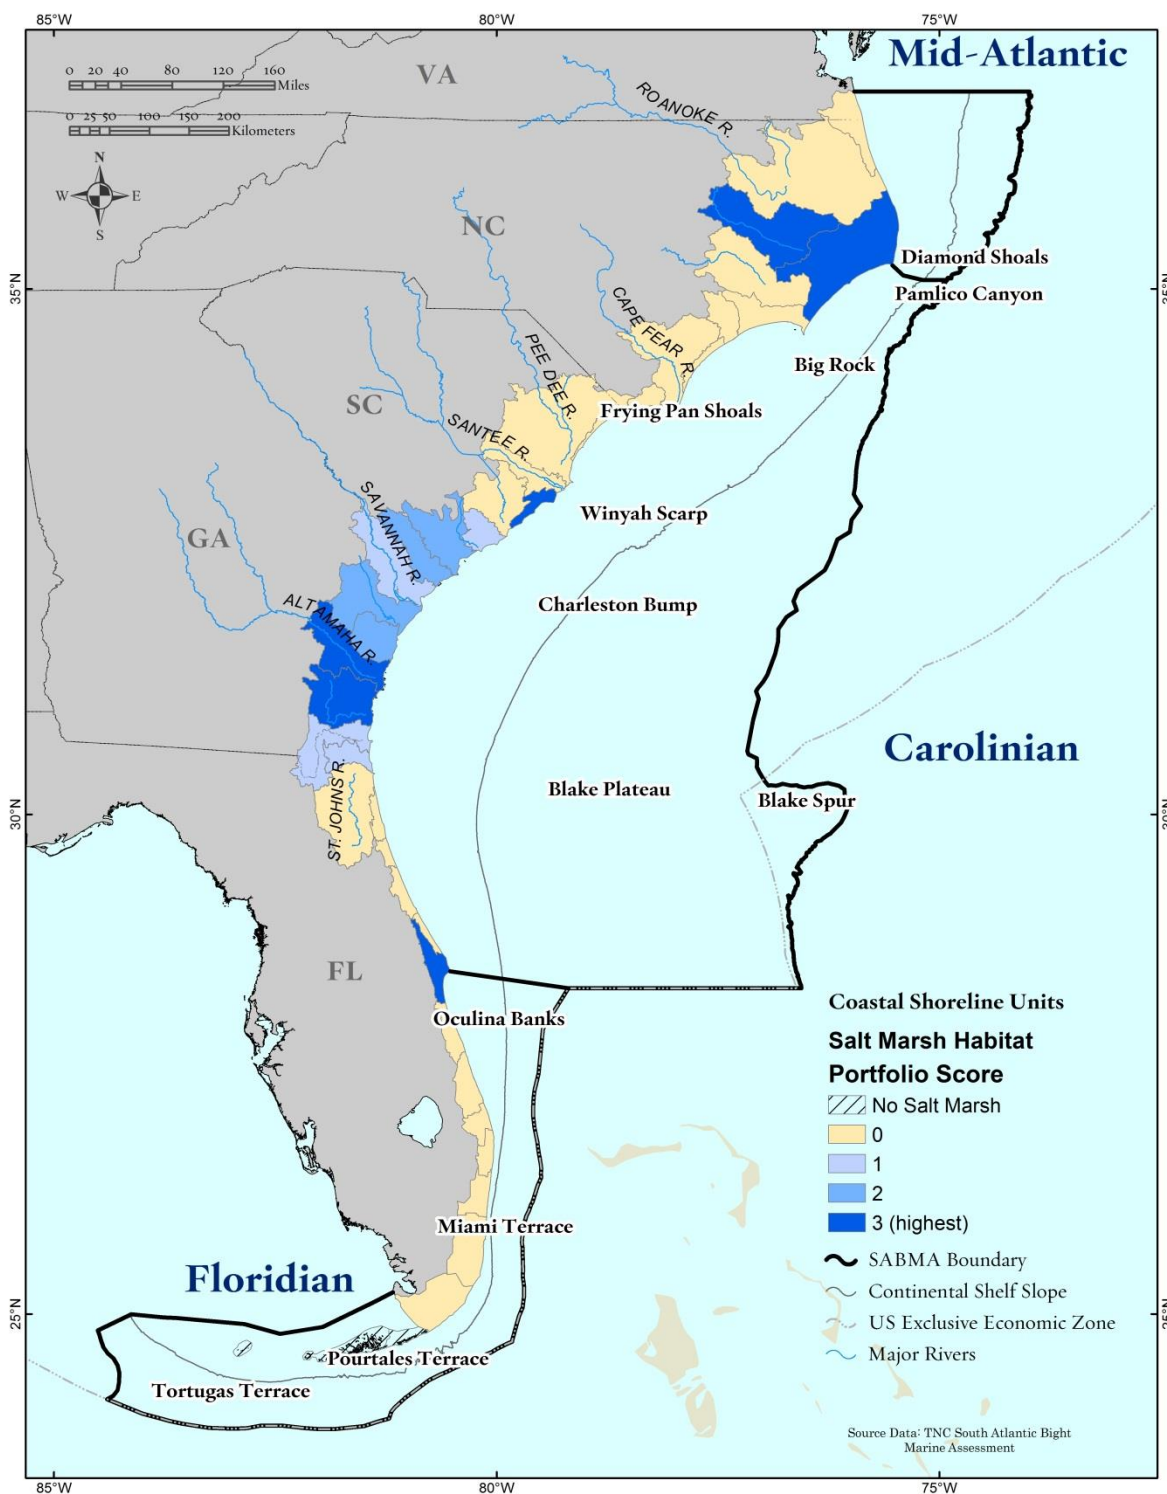 85°W
80°W
75°W
Mid-Atlantic
VA
0 20 40 80 120 160
Miles
0 25 50 100 150 200
Kilometers
N
W E
S
ROANOKE R.
NC
Diamond Shoals
35°N
35°N
Pamlico Canyon
CAPE FEAR R.
PEE DEE R.
Big Rock
SC
Frying Pan Shoals
SANTEE R.
Winyah Scarp
SAVANNAH R.
GA
Charleston Bump
ALTAMAHA R.
Carolinian
Blake Plateau
Blake Spur
ST. JOHNS R.
30°N
30°N
FL
Oculina Banks
Coastal Shoreline Units
Salt Marsh Habitat
Portfolio Score
No Salt Marsh
0
1
2
3 (highest)
SABMA Boundary
Continental Shelf Slope
US Exclusive Economic Zone
Major Rivers
Miami Terrace
Floridian
25°N
25°N
Pourtales Terrace
Tortugas Terrace
Source Data: TNC South Atlantic Bight
Marine Assessment
85°W
80°W
75°W